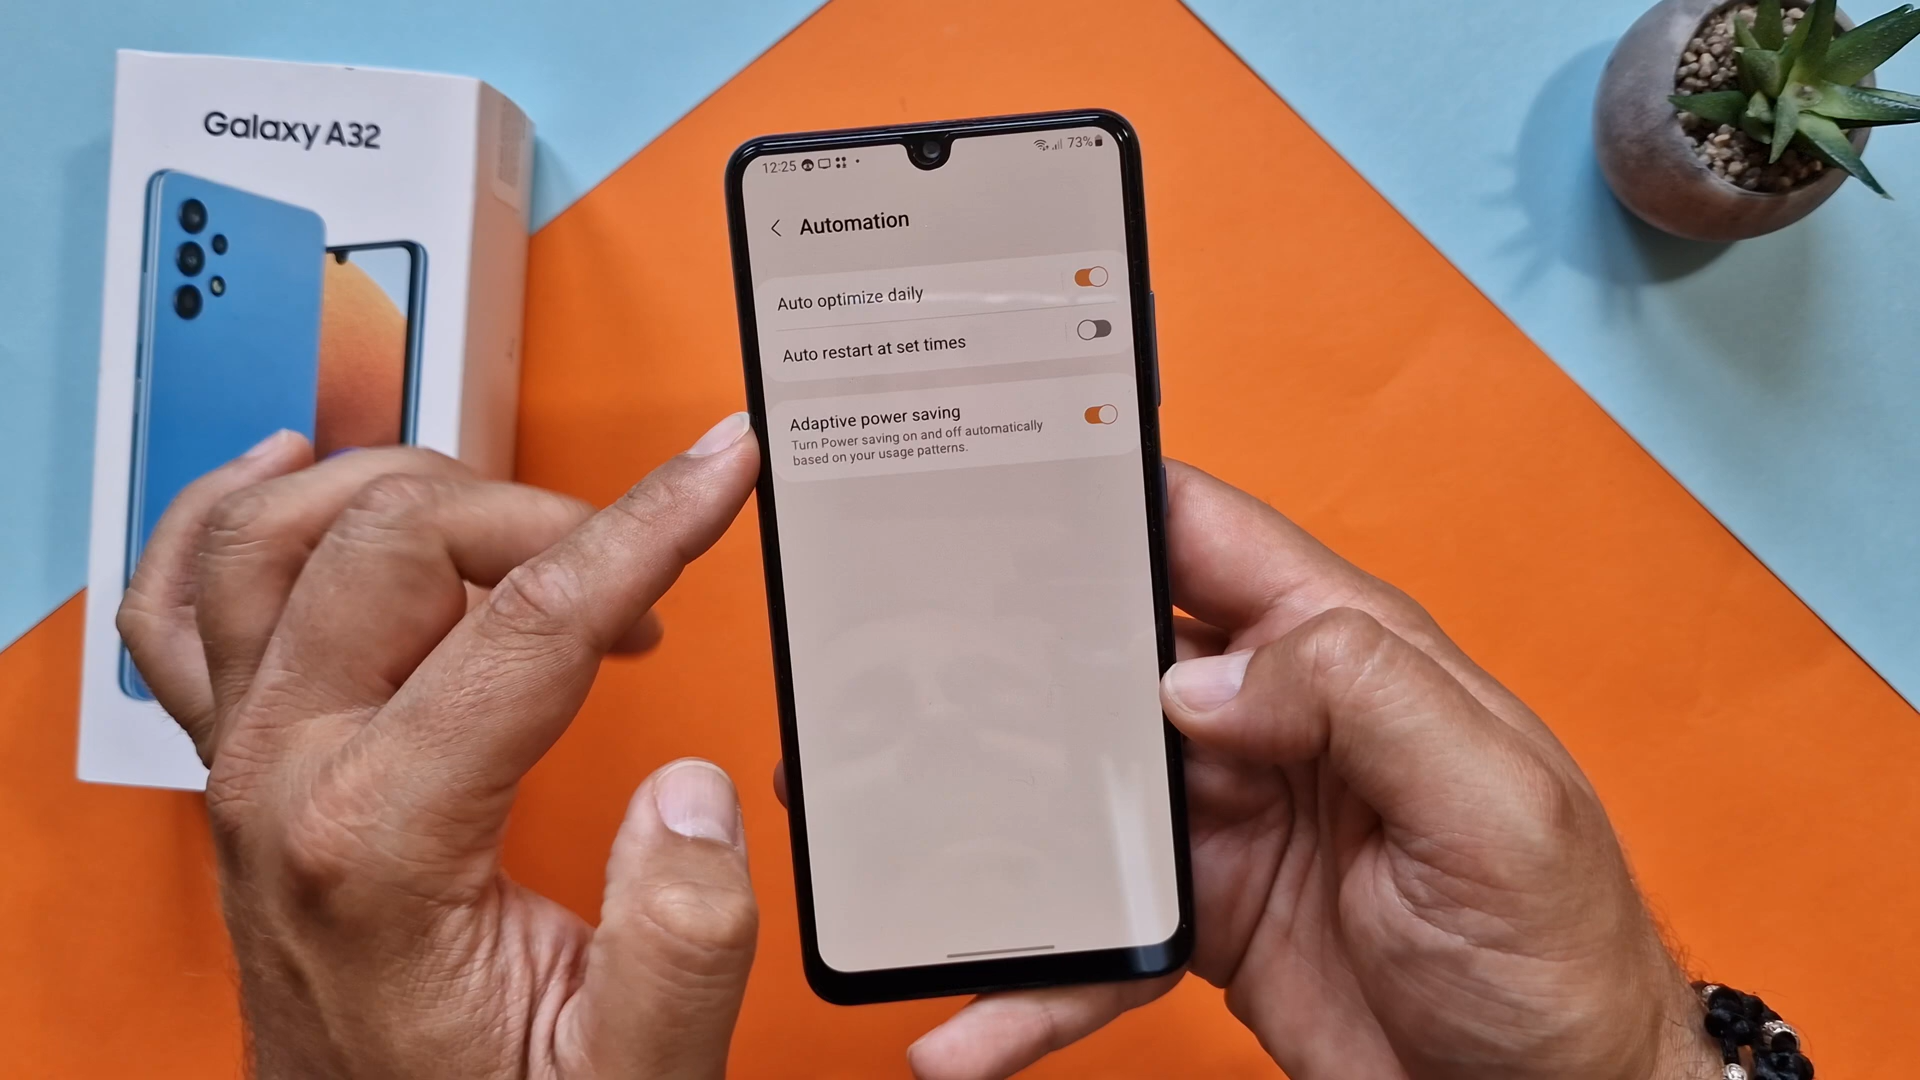 Galaxy A32
12:25
73%
Automation
Auto optimize daily
Auto restart at set times
Adaptive power saving
Turn Power saving on and off automatically
based on your usage patterns.